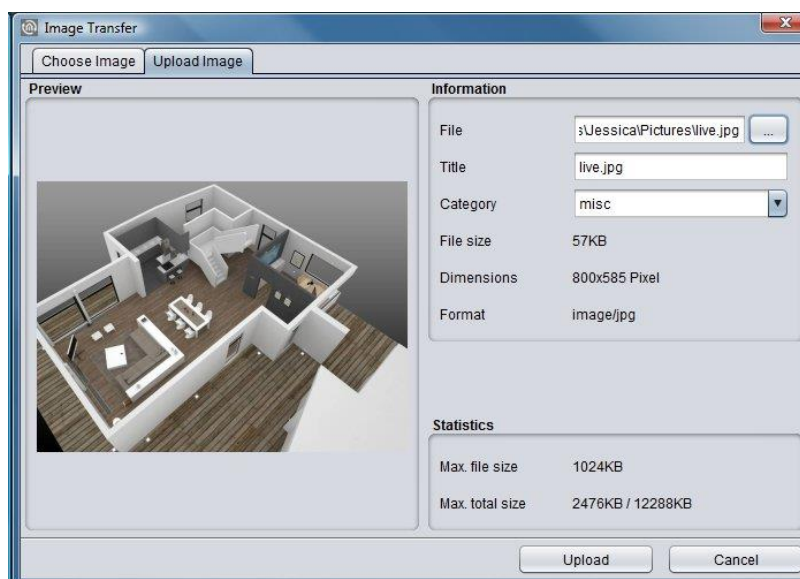 Image Transfer
Choose Image
Upload Image
Preview
Information
File
s\Jessica\Pictures\live.jpg
...
Title
live.jpg
Category
misc
File size
57KB
Dimensions
800x585 Pixel
Format
image/jpg
Statistics
Max. file size
1024KB
Max. total size
2476KB / 12288KB
Upload
Cancel